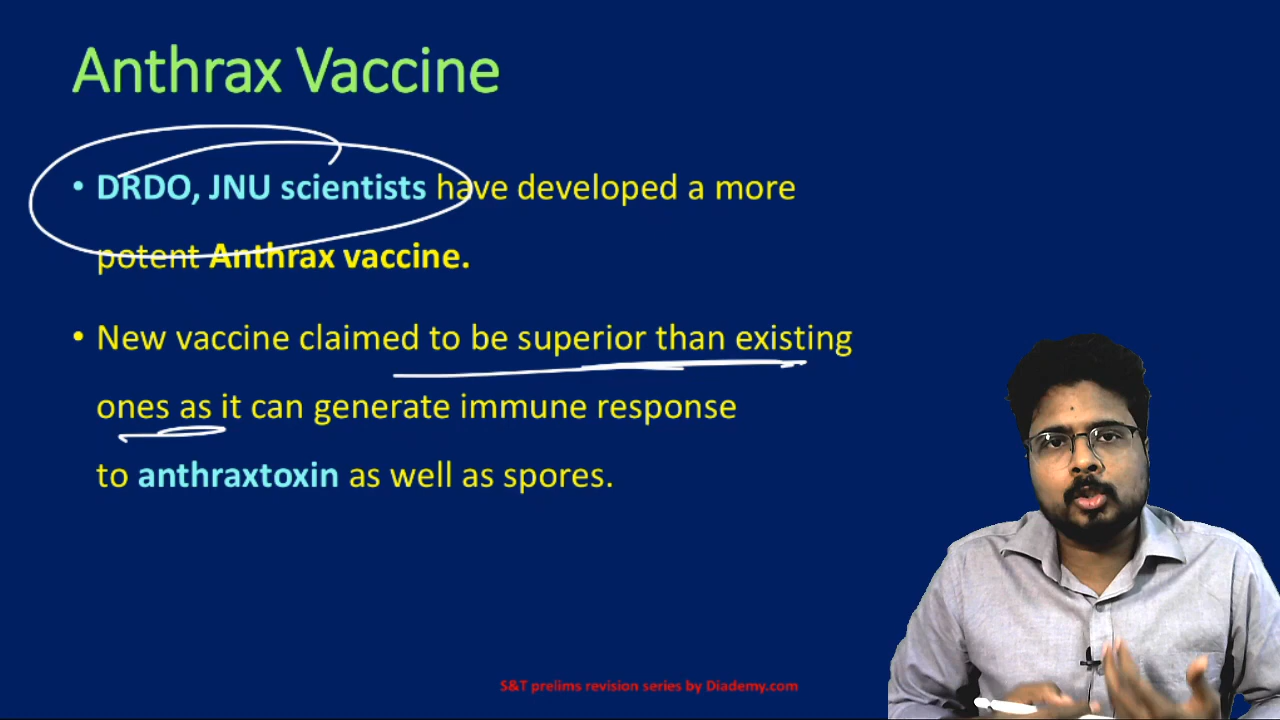 Anthrax Vaccine
• DRDO, JNU scientists have developed a more
potent Anthrax vaccine.
• New vaccine claimed to be superior than existing
ones as it can generate immune response
to anthraxtoxin as well as spores.
S&T prelims revision series by Diademy.com